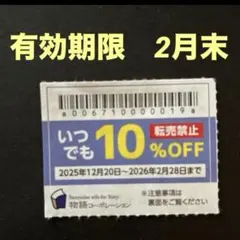 有効期限　2月末
a00671000000019a
いつでも10%OFF
転売禁止
2025年12月20日～2026年2月28日まで
物語コーポレーション
※注意事項は
裏面をご覧ください